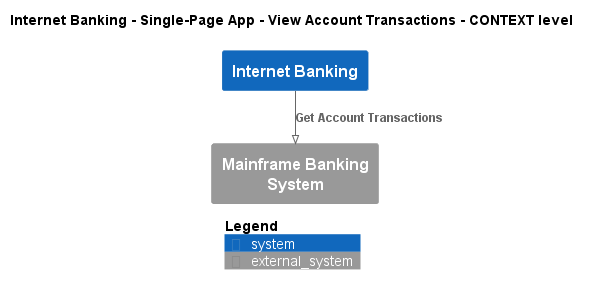 Internet Banking - Single-Page App - View Account Transactions - CONTEXT level
Internet Banking
Get Account Transactions
Mainframe Banking
System
Legend
system
external_system